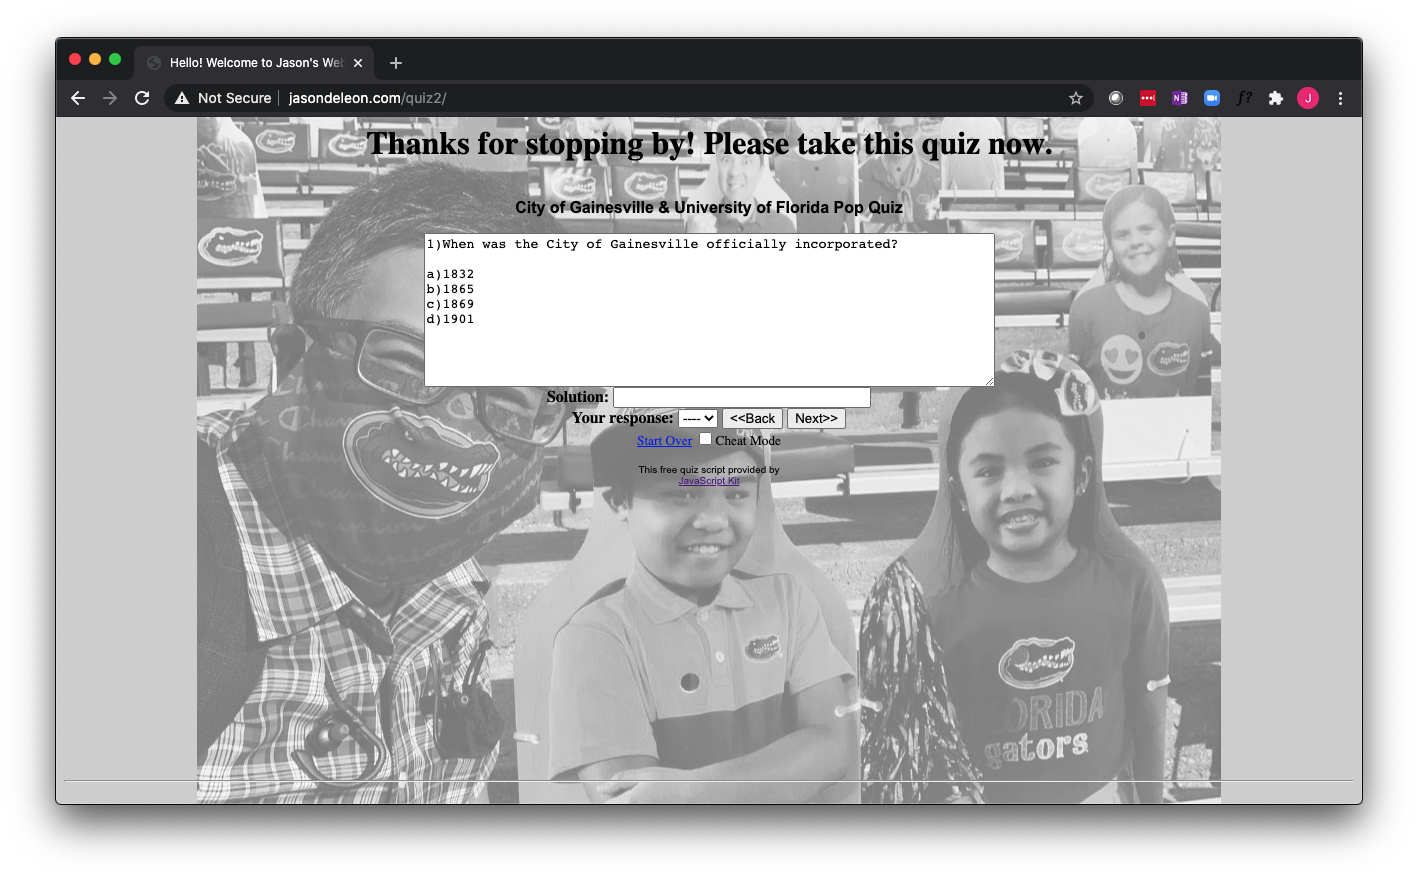 Hello! Welcome to Jason's Web
Not Secure
jasondeleon.com/quiz2/
f?
J
Thanks for stopping by! Please take this quiz now.
City of Gainesville & University of Florida Pop Quiz
1)When was the City of Gainesville officially incorporated?
a)1832
b)1865
c)1869
d)1901
Solution:
Your response: ---- <<Back Next>>
Start Over Cheat Mode
This free quiz script provided by
JavaScript Kit
gators